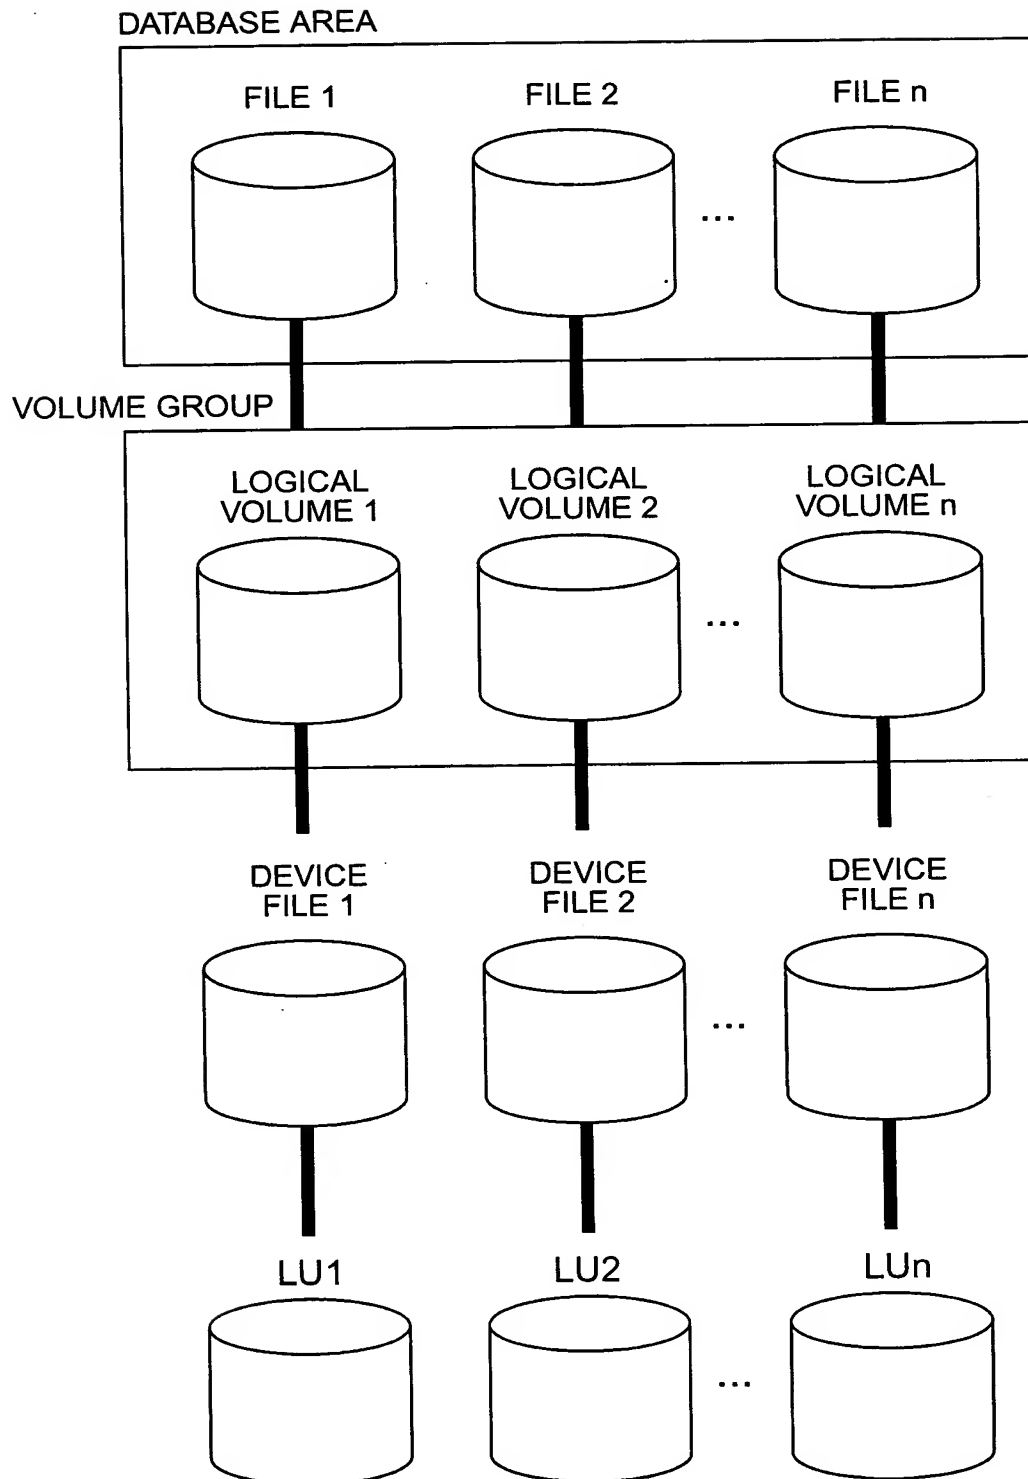 DATABASE AREA
FILE 1
FILE 2
FILE n
...
VOLUME GROUP
LOGICAL
VOLUME 1
LOGICAL
VOLUME 2
LOGICAL
VOLUME n
...
DEVICE
FILE 1
DEVICE
FILE 2
DEVICE
FILE n
...
LU1
LU2
LUn
...